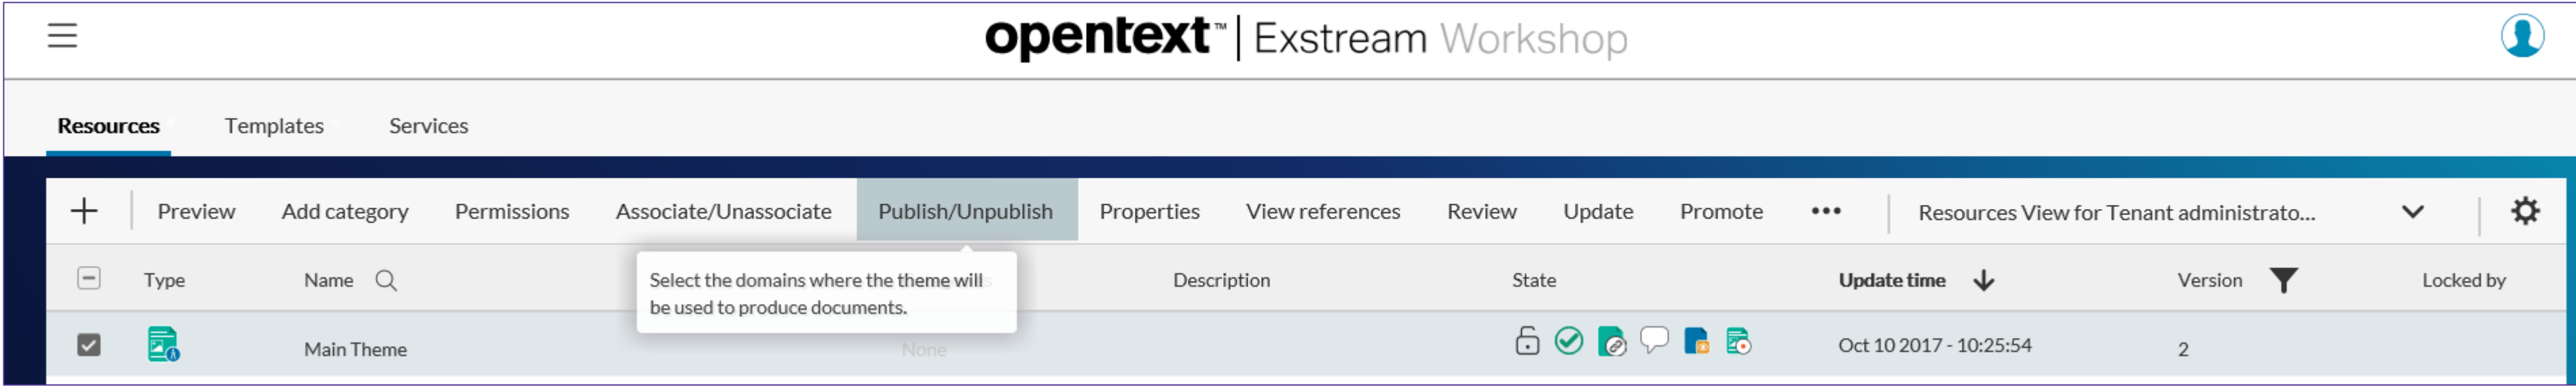 opentext™ | Exstream Workshop
Resources Templates Services
Preview Add category Permissions Associate/Unassociate Publish/Unpublish Properties View references Review Update Promote ••• Resources View for Tenant administrato...
Type Name Description State Update time Version Locked by
Select the domains where the theme will
be used to produce documents.
Main Theme None Oct 10 2017 - 10:25:54 2